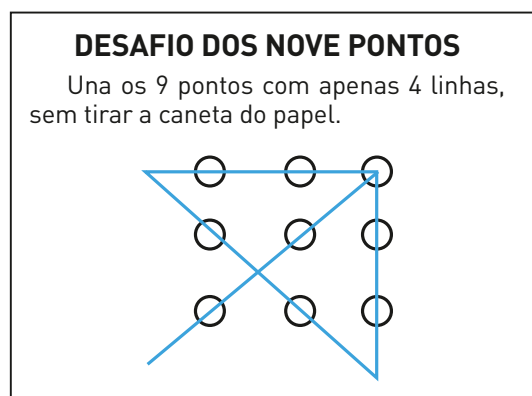 DESAFIO DOS NOVE PONTOS
Una os 9 pontos com apenas 4 linhas,
sem tirar a caneta do papel.